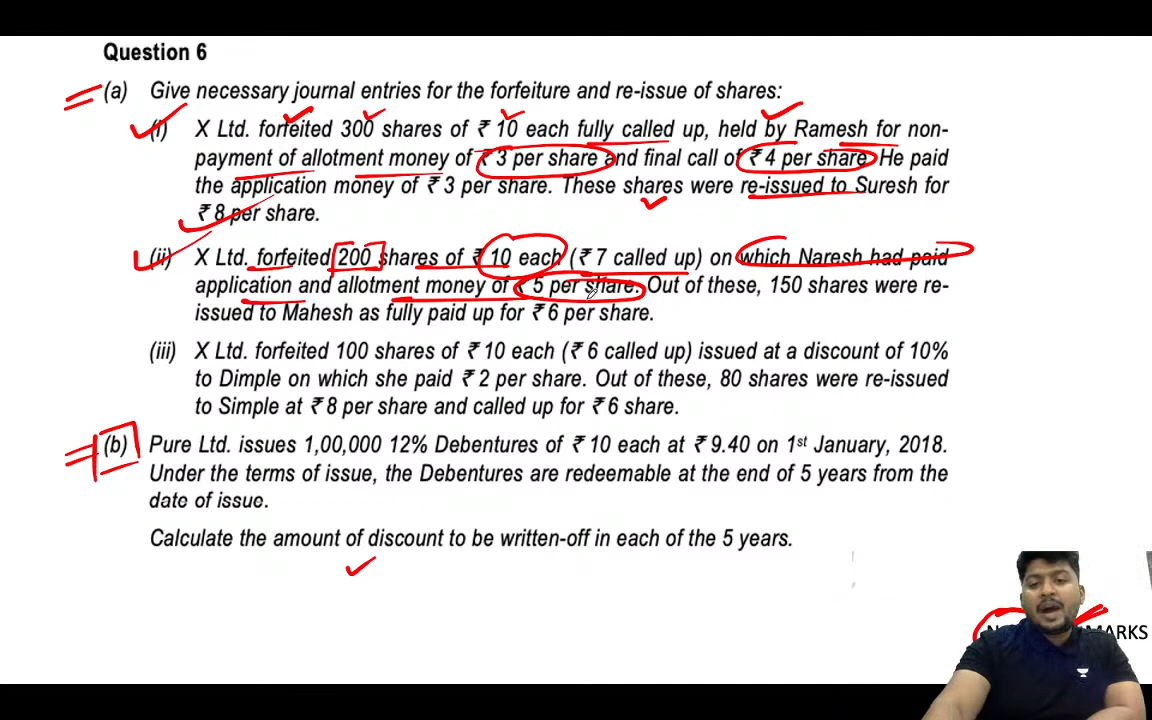 Question 6
(a) Give necessary journal entries for the forfeiture and re-issue of shares:
(i) X Ltd. forfeited 300 shares of ₹ 10 each fully called up, held by Ramesh for non-
payment of allotment money of ₹ 3 per share and final call of ₹ 4 per share. He paid
the application money of ₹ 3 per share. These shares were re-issued to Suresh for
₹ 8 per share.
(ii) X Ltd. forfeited 200 shares of ₹ 10 each (₹ 7 called up) on which Naresh had paid
application and allotment money of ₹ 5 per share. Out of these, 150 shares were re-
issued to Mahesh as fully paid up for ₹ 6 per share.
(iii) X Ltd. forfeited 100 shares of ₹ 10 each (₹ 6 called up) issued at a discount of 10%
to Dimple on which she paid ₹ 2 per share. Out of these, 80 shares were re-issued
to Simple at ₹ 8 per share and called up for ₹ 6 share.
(b) Pure Ltd. issues 1,00,000 12% Debentures of ₹ 10 each at ₹ 9.40 on 1st January, 2018.
Under the terms of issue, the Debentures are redeemable at the end of 5 years from the
date of issue.
Calculate the amount of discount to be written-off in each of the 5 years.
MARKS